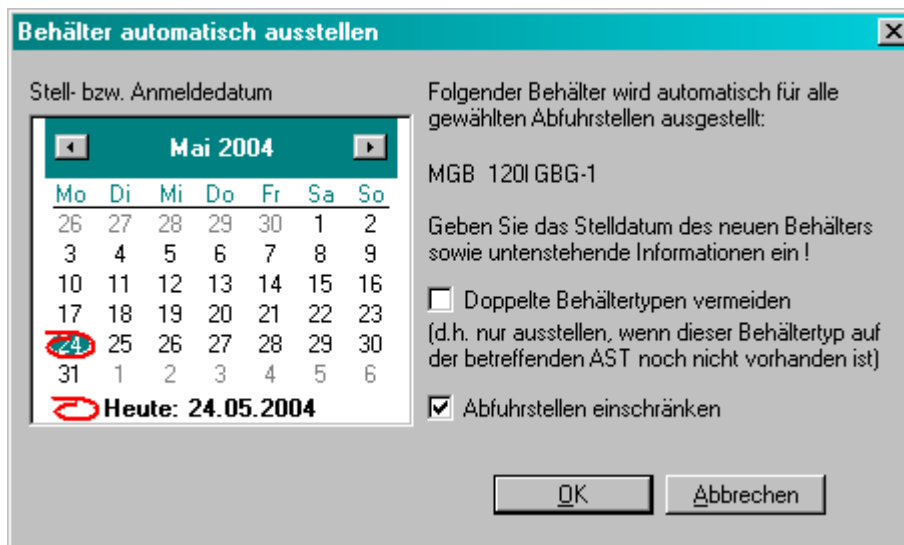 Behälter automatisch ausstellen
Stell- bzw. Anmeldedatum
Mai 2004
Mo Di Mi Do Fr Sa So
26 27 28 29 30 1 2
3 4 5 6 7 8 9
10 11 12 13 14 15 16
17 18 19 20 21 22 23
24 25 26 27 28 29 30
31 1 2 3 4 5 6
Heute: 24.05.2004
Folgender Behälter wird automatisch für alle
gewählten Abfuhrstellen ausgestellt:
MGB 120l GBG-1
Geben Sie das Stelldatum des neuen Behälters
sowie untenstehende Informationen ein !
Doppelte Behältertypen vermeiden
(d.h. nur ausstellen, wenn dieser Behältertyp auf
der betreffenden AST noch nicht vorhanden ist)
Abfuhrstellen einschränken
OK
Abbrechen